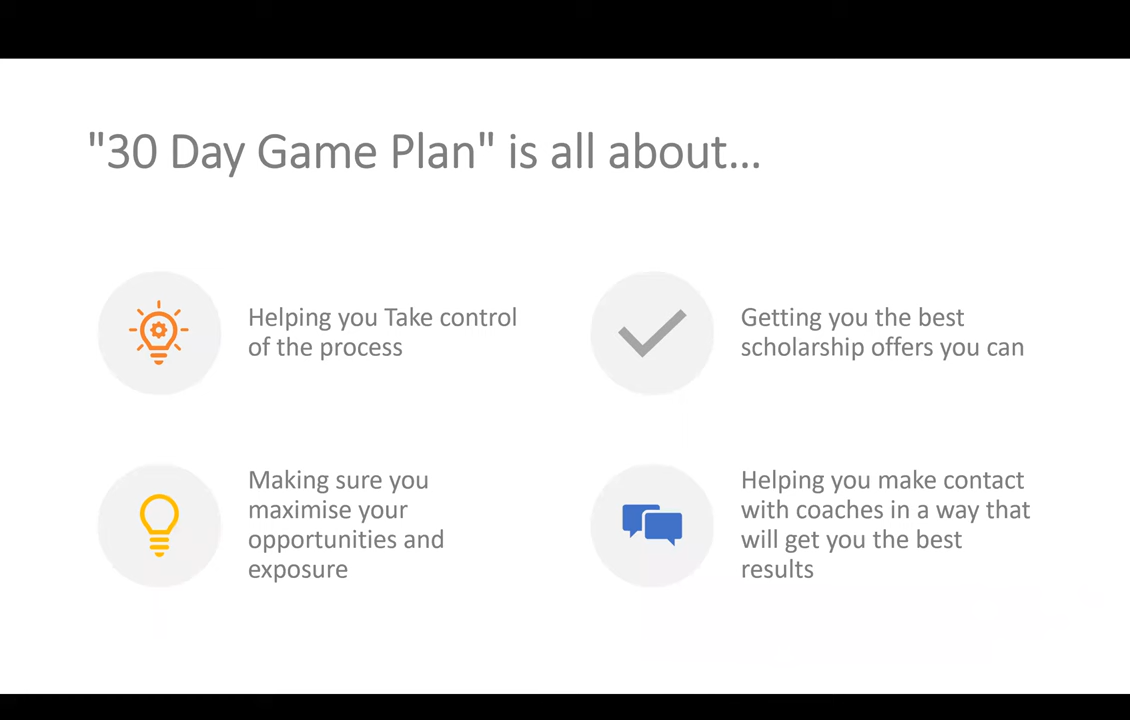 "30 Day Game Plan" is all about...
Helping you Take control
of the process
Getting you the best
scholarship offers you can
Making sure you
maximise your
opportunities and
exposure
Helping you make contact
with coaches in a way that
will get you the best
results